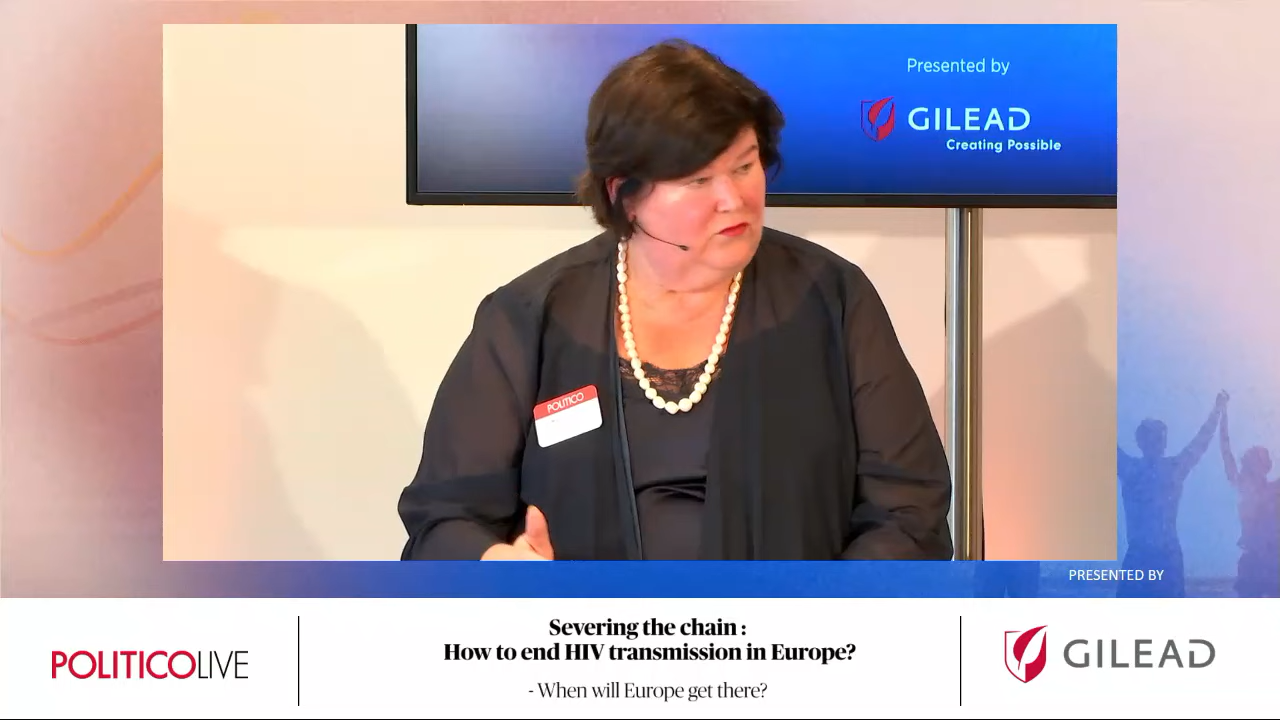 Presented by
GILEAD
Creating Possible
POLITICO
PRESENTED BY
POLITICOLIVE
Severing the chain :
How to end HIV transmission in Europe?
- When will Europe get there?
GILEAD